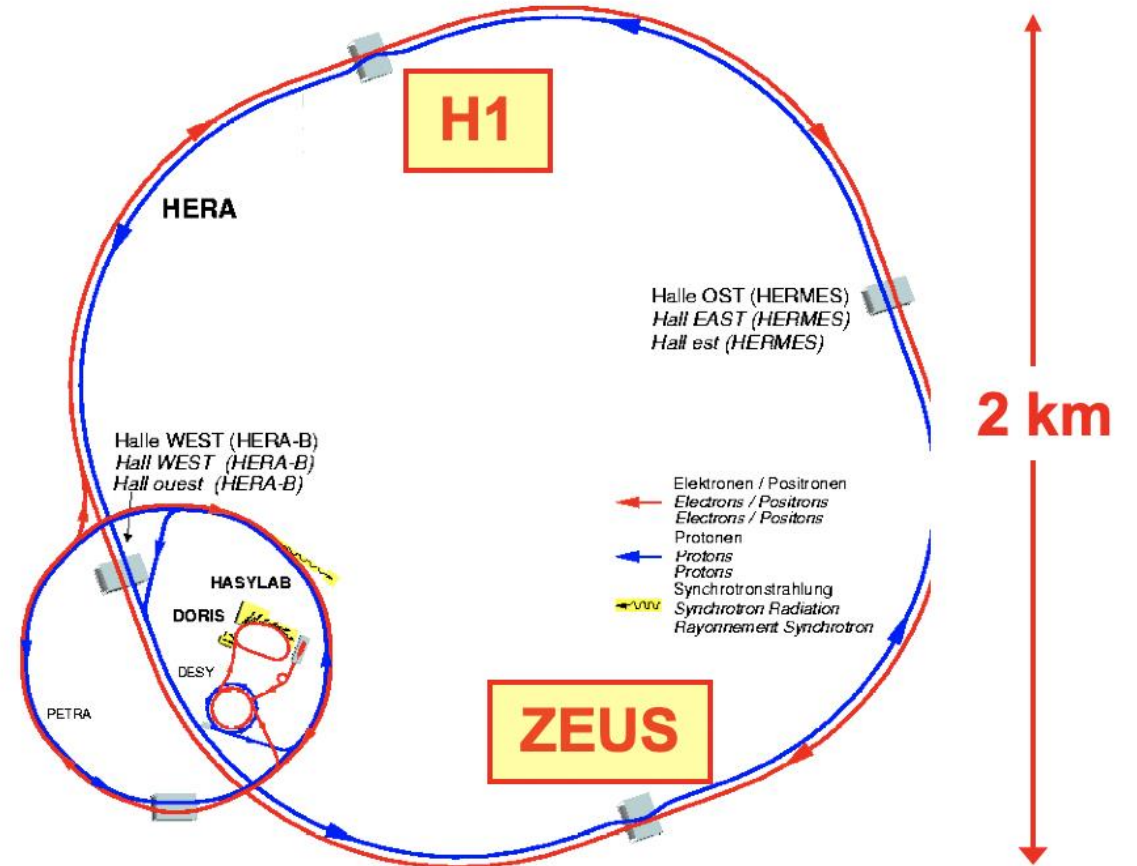 H1
HERA
Halle OST (HERMES)
Hall EAST (HERMES)
Hall est (HERMES)
2 km
Halle WEST (HERA-B)
Hall WEST (HERA-B)
Hall ouest (HERA-B)
Elektronen / Positronen
Electrons / Positrons
Electrons / Positons
Protonen
Protons
Protons
Synchrotronstrahlung
Synchrotron Radiation
Rayonnement Synchrotron
HASYLAB
DORIS
DESY
PETRA
ZEUS